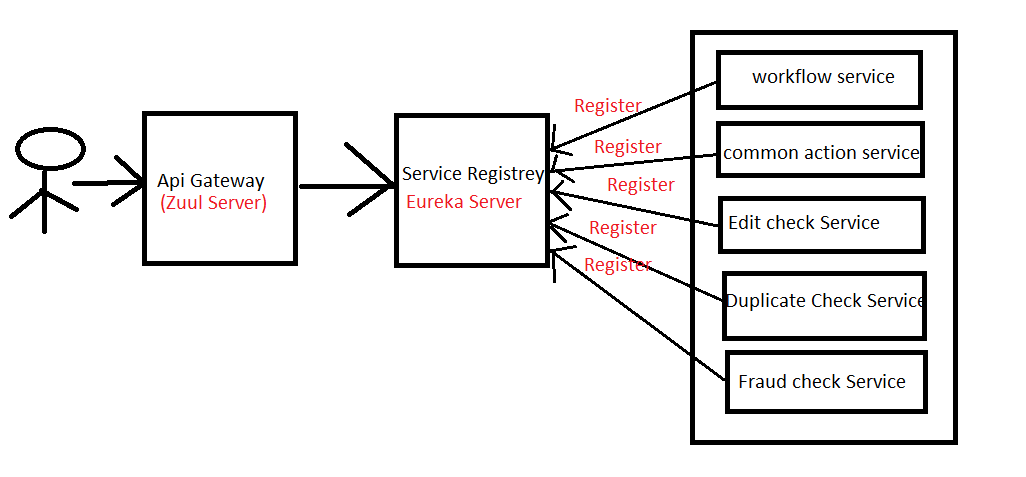 Api Gateway
(Zuul Server)
Service Registrey
Eureka Server
Register
Register
Register
Register
Register
workflow service
common action service
Edit check Service
Duplicate Check Service
Fraud check Service